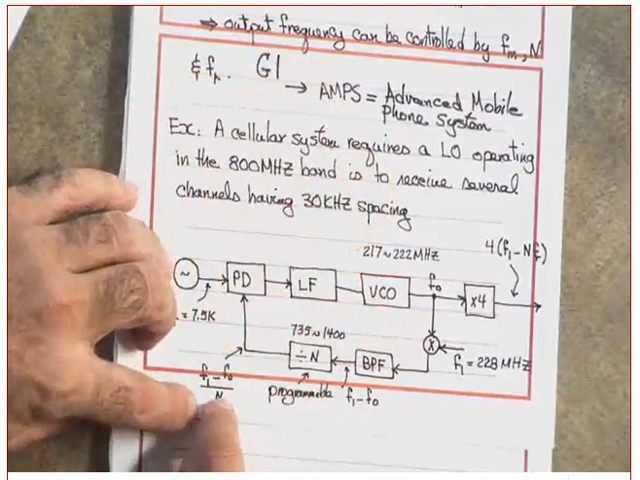 ⇒ output frequency can be controlled by fm, N
& fr. G1
→ AMPS = Advanced Mobile
phone system
Ex: A cellular system requires a LO operating
in the 800MHZ band is to receive several
channels having 30KHZ spacing
217~222MHZ
4(f1-Nfr)
~
PD
LF
VCO
f0
x4
= 7.5K
735~1400
÷N
BPF
X
f1 = 228 MHZ
f1-f0
N
programmable
f1-f0